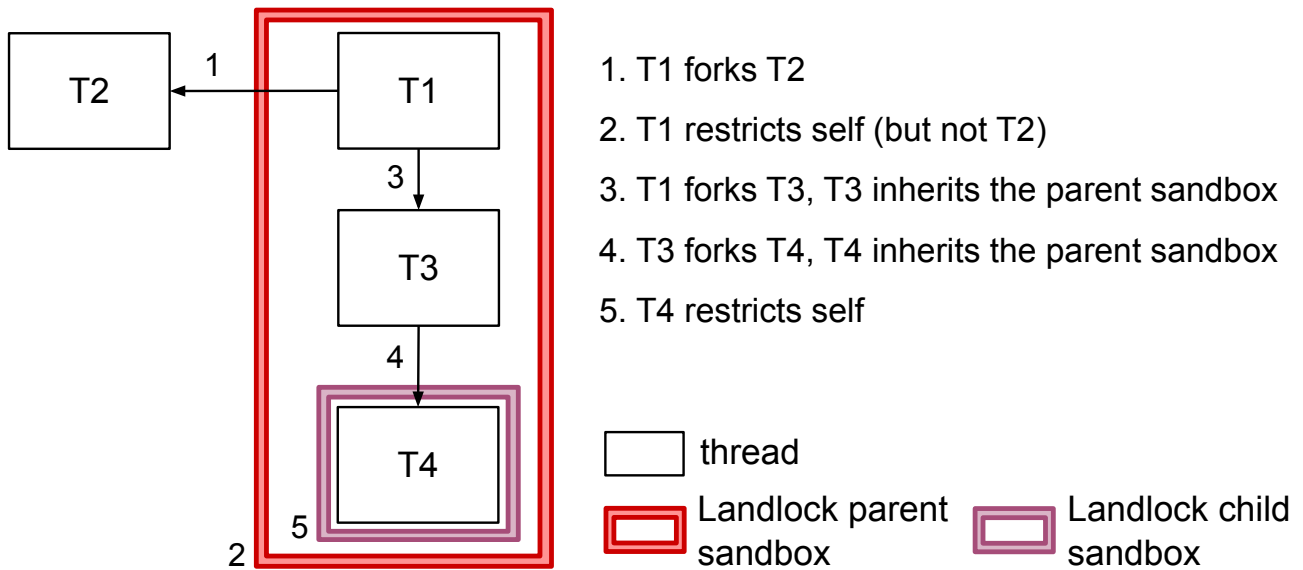 T2
1
T1
3
T3
4
T4
5
2
1. T1 forks T2
2. T1 restricts self (but not T2)
3. T1 forks T3, T3 inherits the parent sandbox
4. T3 forks T4, T4 inherits the parent sandbox
5. T4 restricts self
thread
Landlock parent
sandbox
Landlock child
sandbox